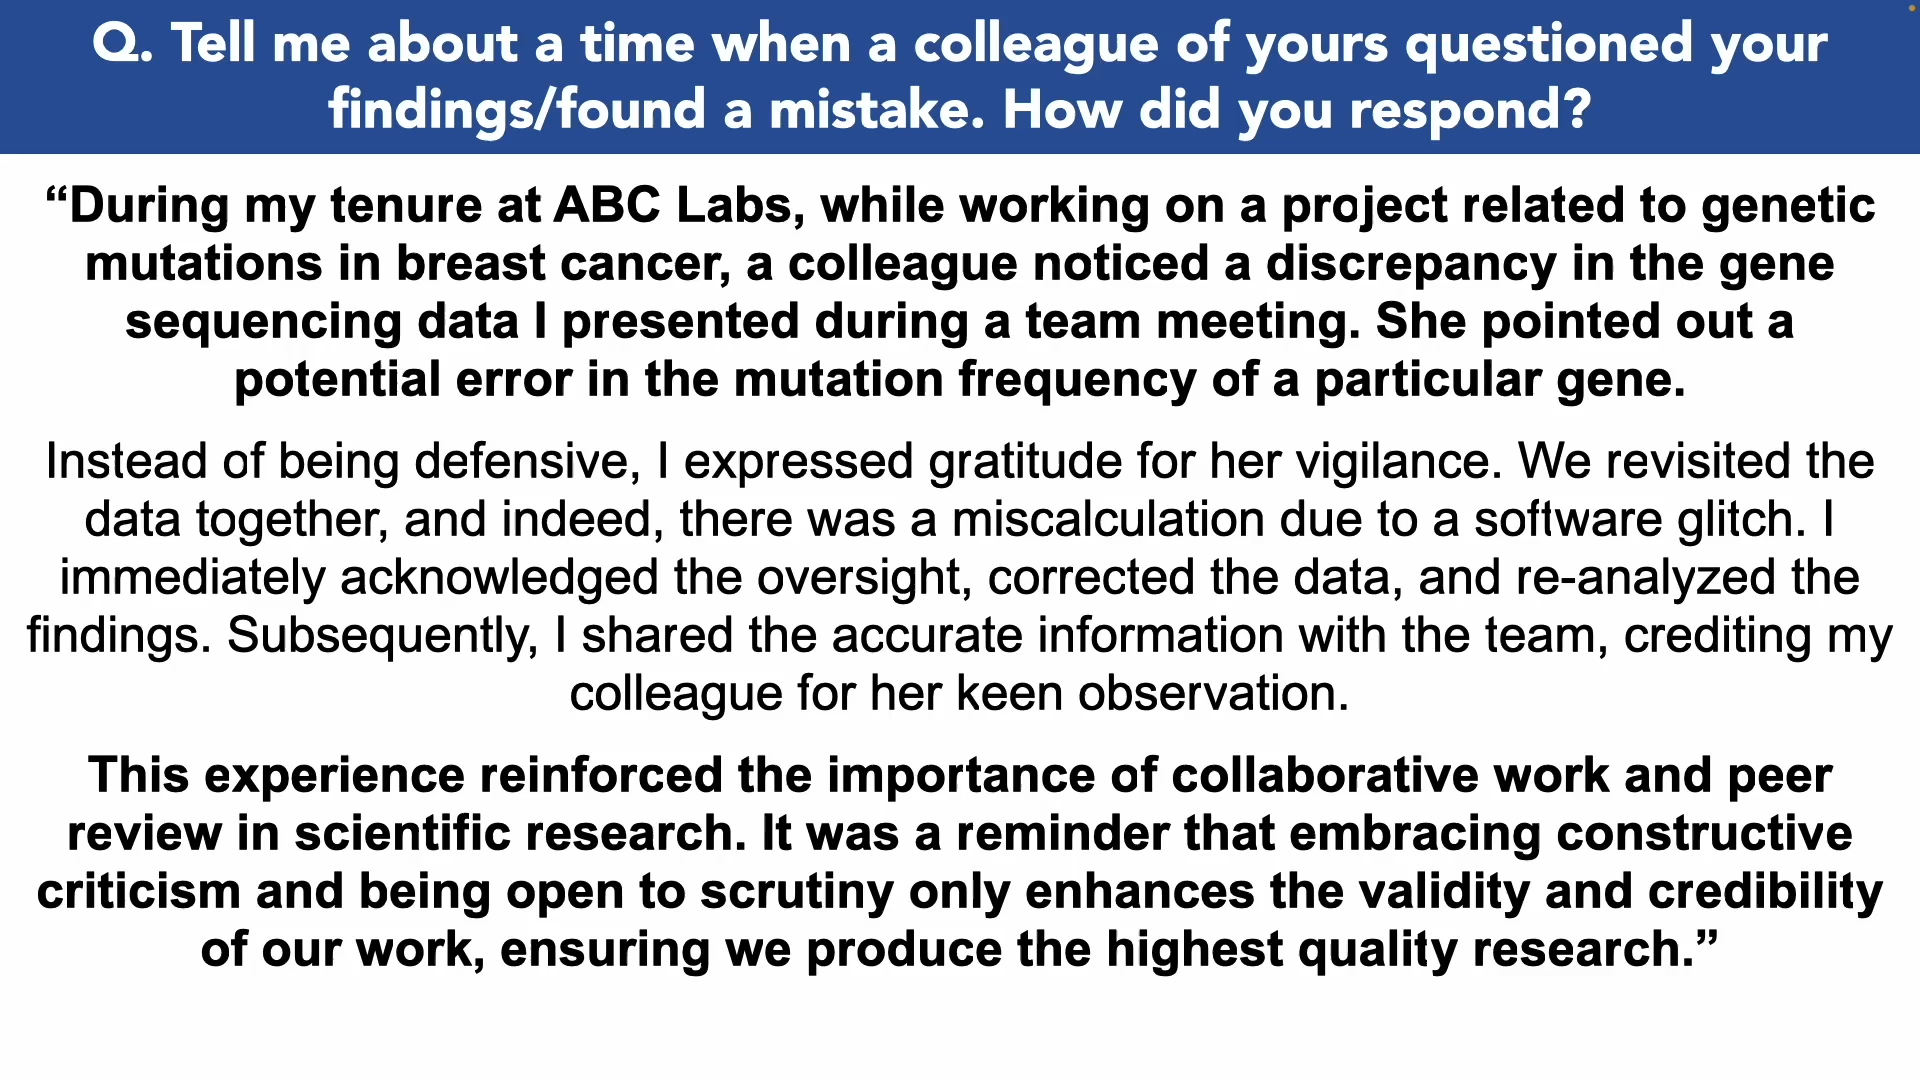 Q. Tell me about a time when a colleague of yours questioned your
findings/found a mistake. How did you respond?
“During my tenure at ABC Labs, while working on a project related to genetic
mutations in breast cancer, a colleague noticed a discrepancy in the gene
sequencing data I presented during a team meeting. She pointed out a
potential error in the mutation frequency of a particular gene.
Instead of being defensive, I expressed gratitude for her vigilance. We revisited the
data together, and indeed, there was a miscalculation due to a software glitch. I
immediately acknowledged the oversight, corrected the data, and re-analyzed the
findings. Subsequently, I shared the accurate information with the team, crediting my
colleague for her keen observation.
This experience reinforced the importance of collaborative work and peer
review in scientific research. It was a reminder that embracing constructive
criticism and being open to scrutiny only enhances the validity and credibility
of our work, ensuring we produce the highest quality research.”